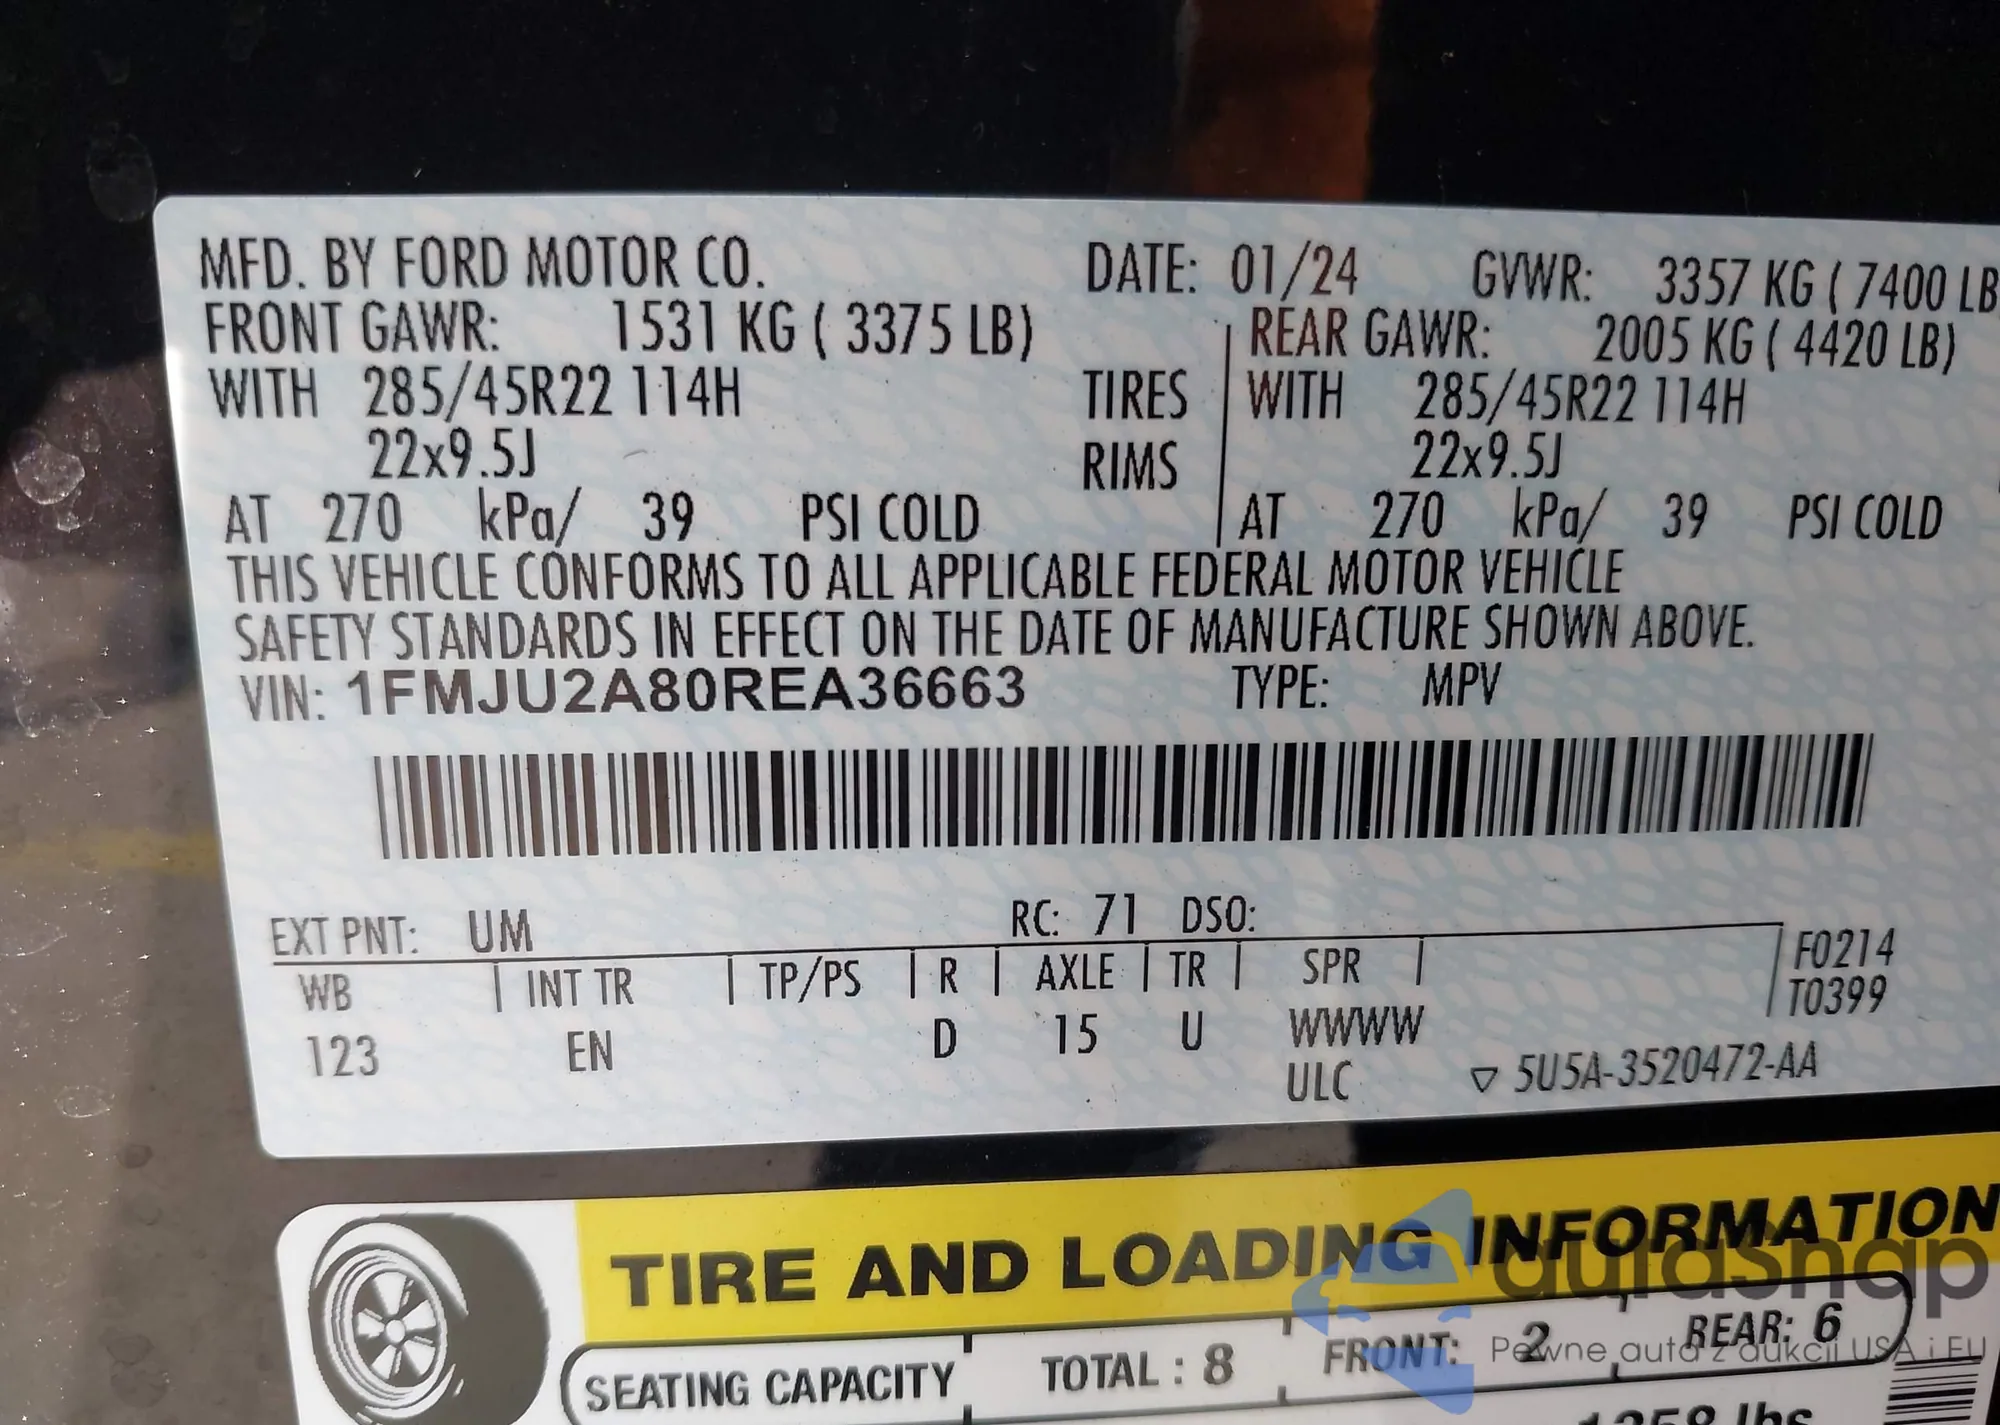 MFD. BY FORD MOTOR CO. DATE: 01/24 GVWR: 3357 KG ( 7400 LB
FRONT GAWR: 1531 KG ( 3375 LB) REAR GAWR: 2005 KG ( 4420 LB)
WITH 285/45R22 114H TIRES WITH 285/45R22 114H
22x9.5J RIMS 22x9.5J
AT 270 kPa/ 39 PSI COLD AT 270 kPa/ 39 PSI COLD
THIS VEHICLE CONFORMS TO ALL APPLICABLE FEDERAL MOTOR VEHICLE
SAFETY STANDARDS IN EFFECT ON THE DATE OF MANUFACTURE SHOWN ABOVE.
VIN: 1FMJU2A80REA36663 TYPE: MPV
EXT PNT: UM RC: 71 DSO:
WB INT TR TP/PS R AXLE TR SPR F0214
T0399
123 EN D 15 U WWWW
ULC ▽ 5U5A-3520472-AA
TIRE AND LOADING INFORMATION
autasnap
SEATING CAPACITY TOTAL : 8 FRONT: 2 REAR: 6
Pewne auta z aukcji USA i EU
lbs